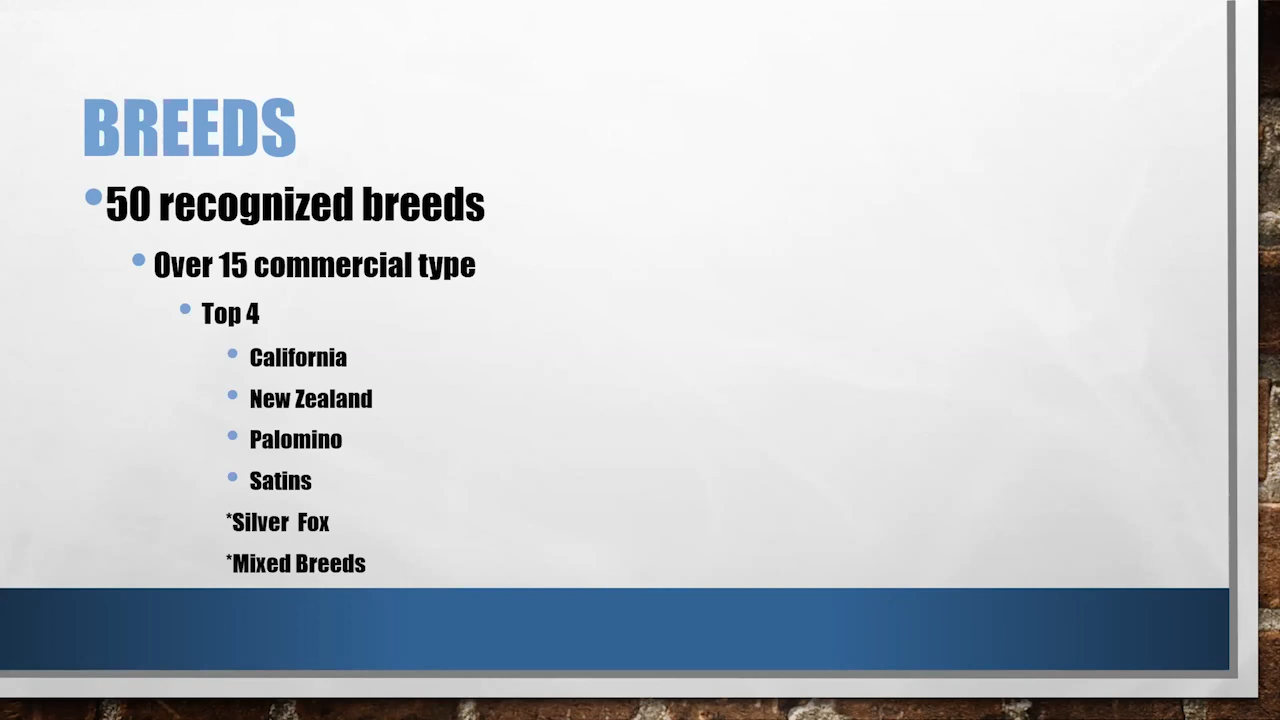 BREEDS
•50 recognized breeds
• Over 15 commercial type
• Top 4
• California
• New Zealand
• Palomino
• Satins
*Silver  Fox
*Mixed Breeds